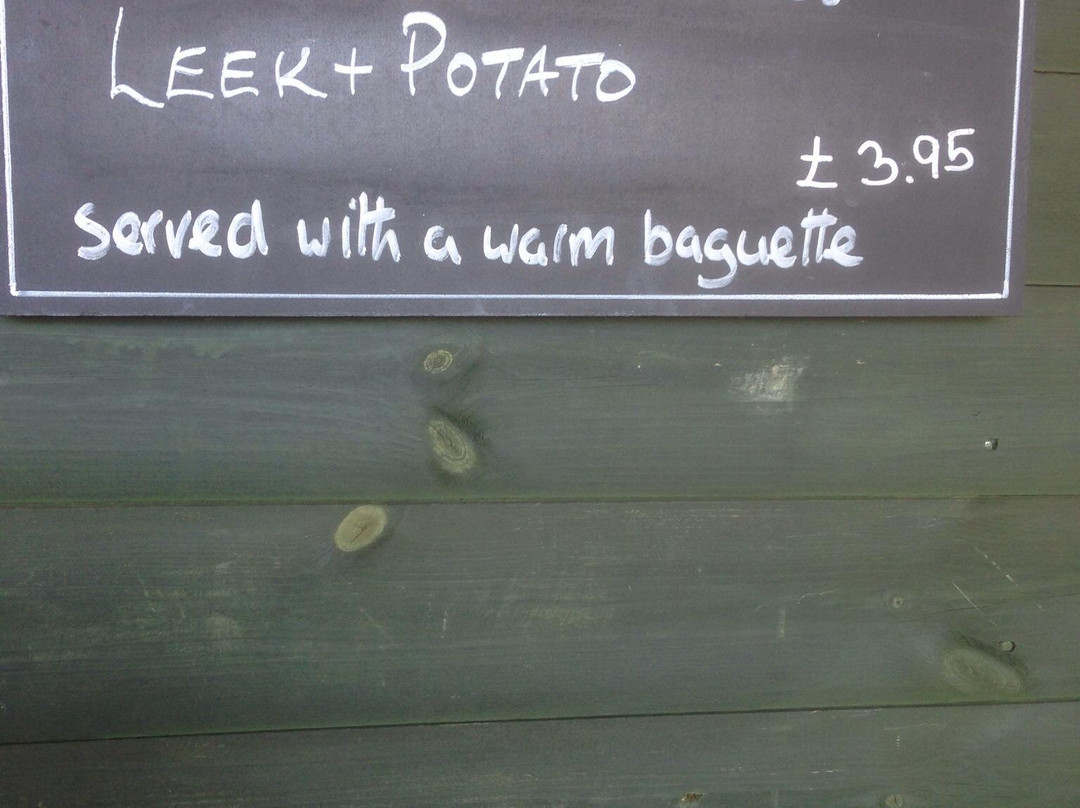 LEEK + POTATO
£3.95
served with a warm baguette